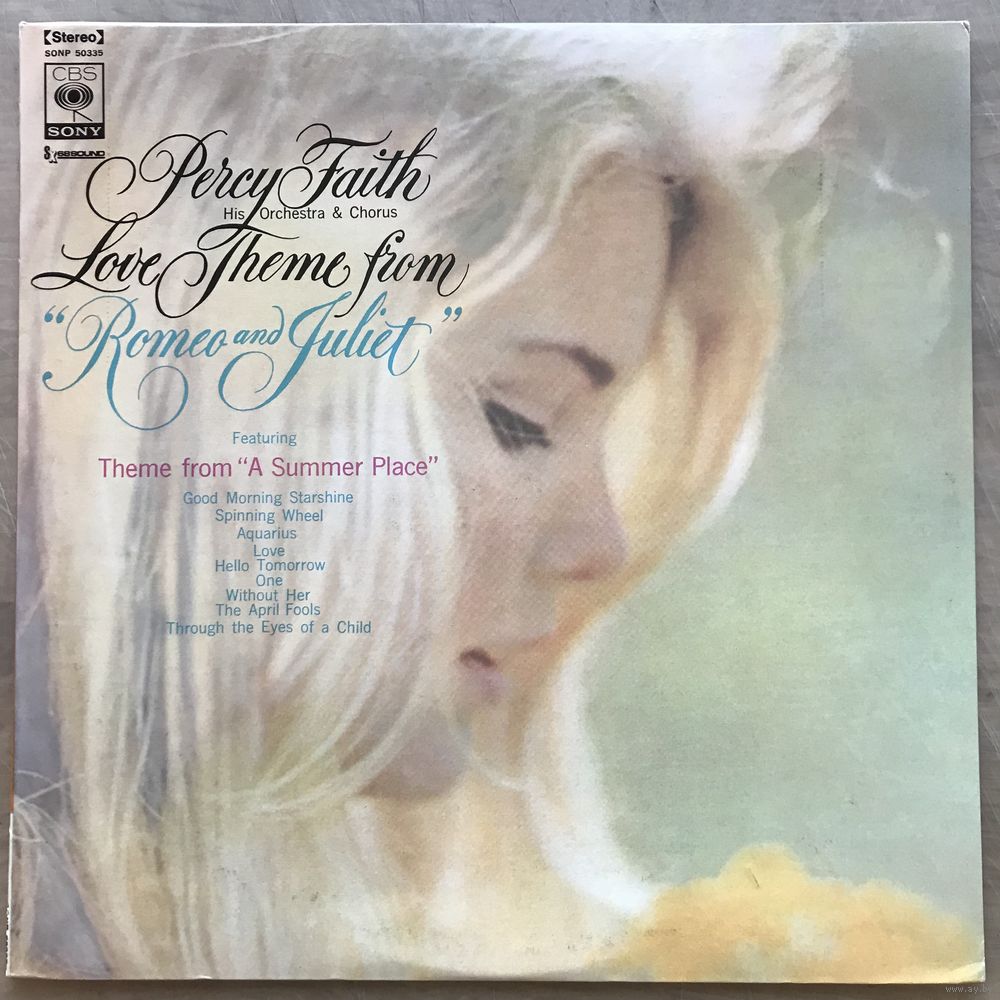 【Stereo】
SONP 50335
CBS
SONY
SX68SOUND
Percy Faith
His Orchestra & Chorus
Love Theme from
"Romeo and Juliet"
Featuring
Theme from "A Summer Place"
Good Morning Starshine
Spinning Wheel
Aquarius
Love
Hello Tomorrow
One
Without Her
The April Fools
Through the Eyes of a Child